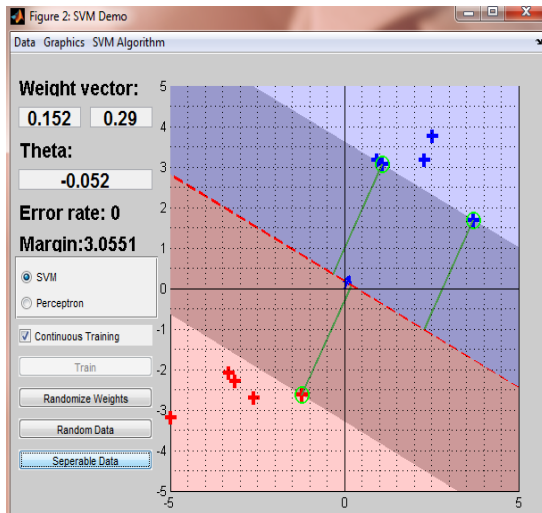 Figure 2: SVM Demo
Data Graphics SVM Algorithm
Weight vector:
0.152 0.29
Theta:
-0.052
Error rate: 0
Margin:3.0551
SVM
Perceptron
Continuous Training
Train
Randomize Weights
Random Data
Seperable Data
5
4
3
2
1
0
-1
-2
-3
-4
-5
-5 0 5